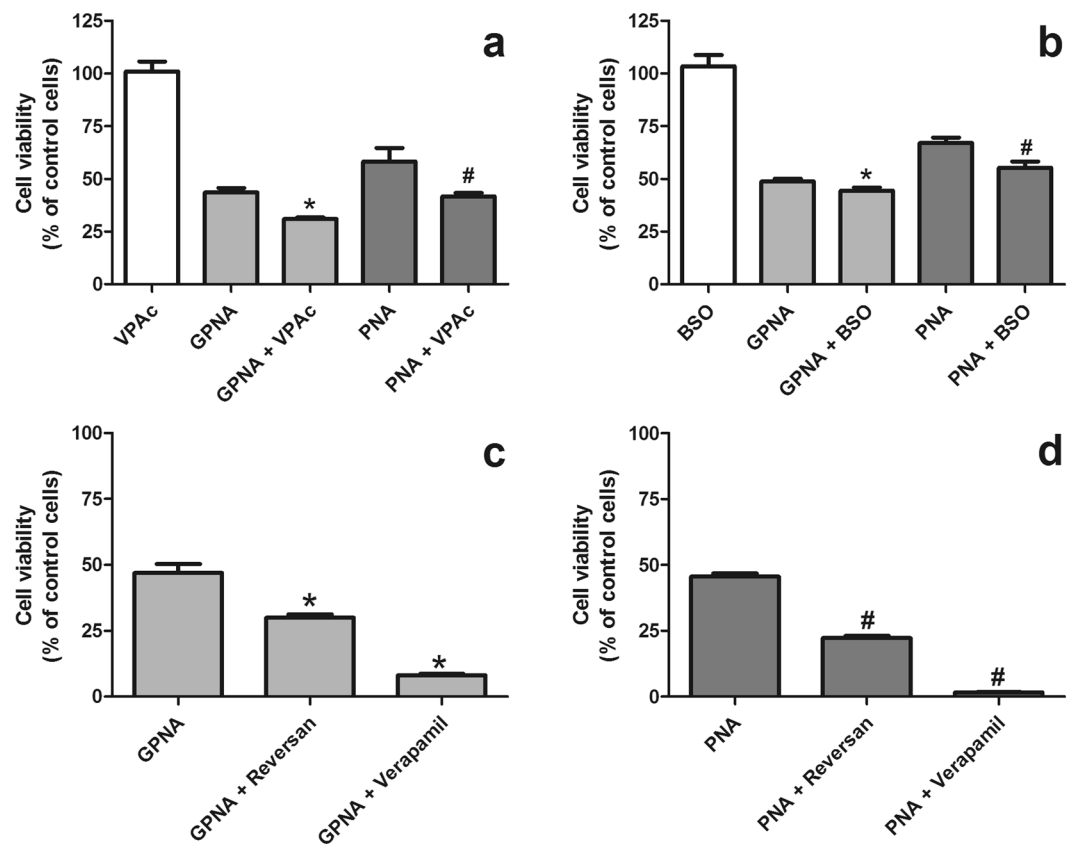 a
Cell viability
(% of control cells)
125
100
75
50
25
0
*
#
VPAc
GPNA
GPNA + VPAc
PNA
PNA + VPAc
b
Cell viability
(% of control cells)
125
100
75
50
25
0
*
#
BSO
GPNA
GPNA + BSO
PNA
PNA + BSO
c
Cell viability
(% of control cells)
100
75
50
25
0
*
*
GPNA
GPNA + Reversan
GPNA + Verapamil
d
Cell viability
(% of control cells)
100
75
50
25
0
#
#
PNA
PNA + Reversan
PNA + Verapamil